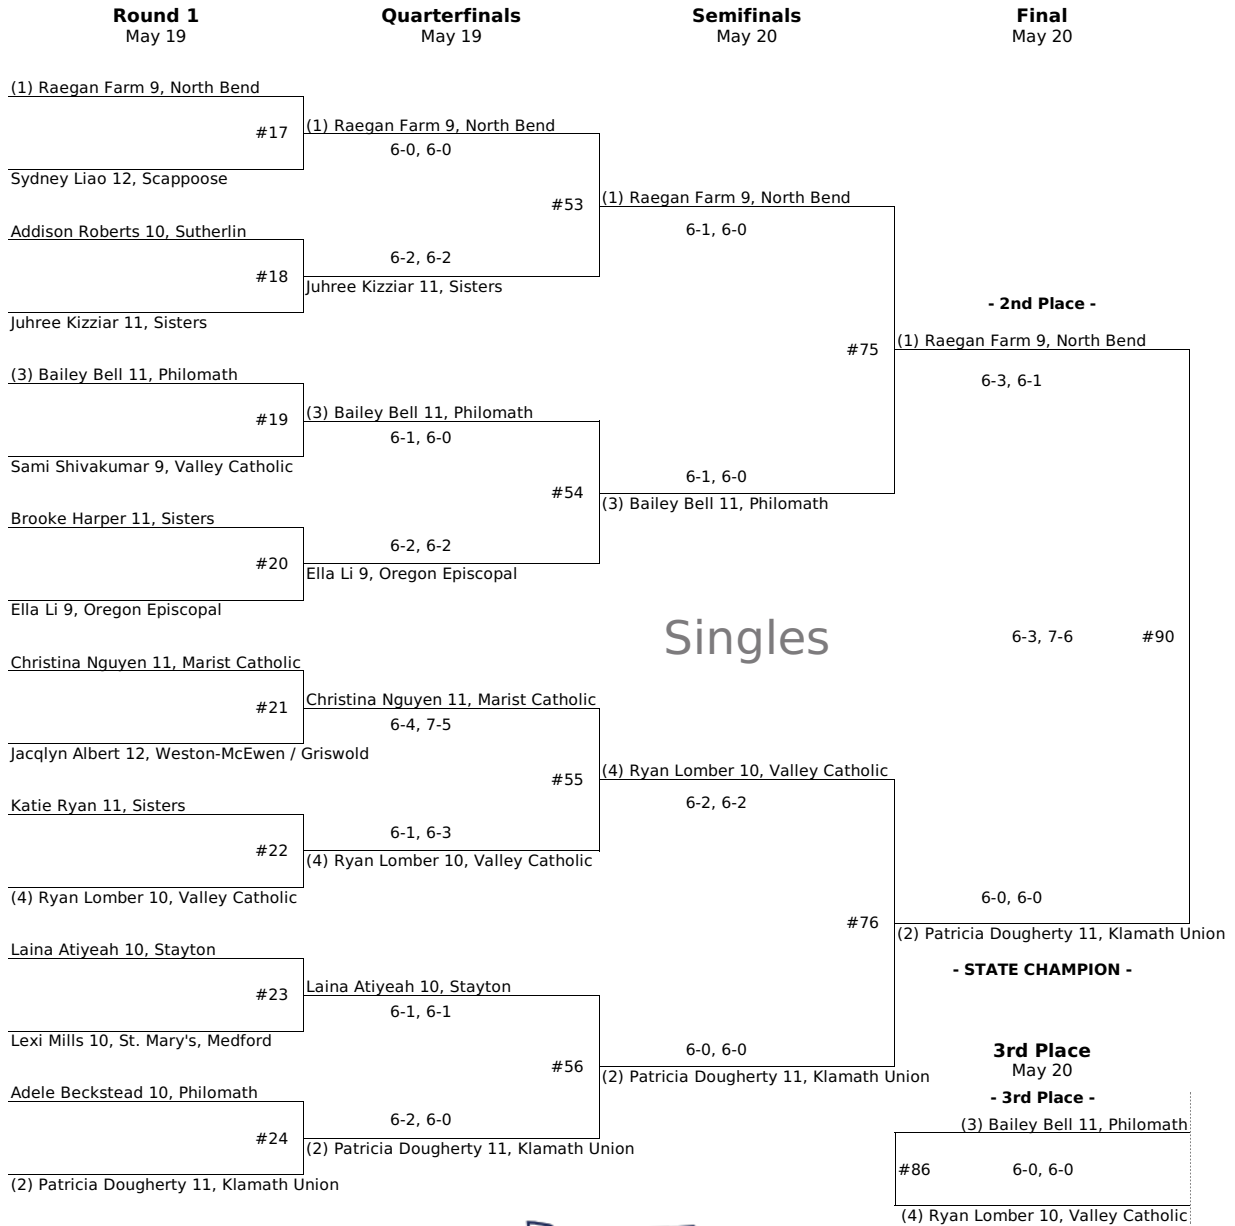 Round 1
May 19
Quarterfinals
May 19
Semifinals
May 20
Final
May 20
(1) Raegan Farm 9, North Bend
#17
Sydney Liao 12, Scappoose
Addison Roberts 10, Sutherlin
#18
Juhree Kizziar 11, Sisters
(3) Bailey Bell 11, Philomath
#19
Sami Shivakumar 9, Valley Catholic
Brooke Harper 11, Sisters
#20
Ella Li 9, Oregon Episcopal
Christina Nguyen 11, Marist Catholic
#21
Jacqlyn Albert 12, Weston-McEwen / Griswold
Katie Ryan 11, Sisters
#22
(4) Ryan Lomber 10, Valley Catholic
Laina Atiyeah 10, Stayton
#23
Lexi Mills 10, St. Mary's, Medford
Adele Beckstead 10, Philomath
#24
(2) Patricia Dougherty 11, Klamath Union
(1) Raegan Farm 9, North Bend
6-0, 6-0
#53
6-2, 6-2
Juhree Kizziar 11, Sisters
(3) Bailey Bell 11, Philomath
6-1, 6-0
#54
6-2, 6-2
Ella Li 9, Oregon Episcopal
Christina Nguyen 11, Marist Catholic
6-4, 7-5
#55
6-1, 6-3
(4) Ryan Lomber 10, Valley Catholic
Laina Atiyeah 10, Stayton
6-1, 6-1
#56
6-2, 6-0
(2) Patricia Dougherty 11, Klamath Union
(1) Raegan Farm 9, North Bend
6-1, 6-0
#75
6-1, 6-0
(3) Bailey Bell 11, Philomath
Singles
(4) Ryan Lomber 10, Valley Catholic
6-2, 6-2
#76
6-0, 6-0
(2) Patricia Dougherty 11, Klamath Union
- 2nd Place -
(1) Raegan Farm 9, North Bend
6-3, 6-1
6-3, 7-6 #90
6-0, 6-0
(2) Patricia Dougherty 11, Klamath Union
- STATE CHAMPION -
3rd Place
May 20
- 3rd Place -
(3) Bailey Bell 11, Philomath
#86 6-0, 6-0
(4) Ryan Lomber 10, Valley Catholic